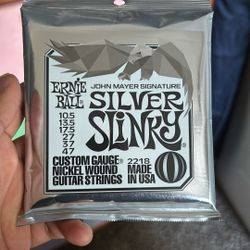 ERNIE BALL
JOHN MAYER SIGNATURE
SILVER
SLINKY
10.5
13.5
17.5
27
37
47
CUSTOM GAUGE® 2218
NICKEL WOUND MADE
GUITAR STRINGS IN USA